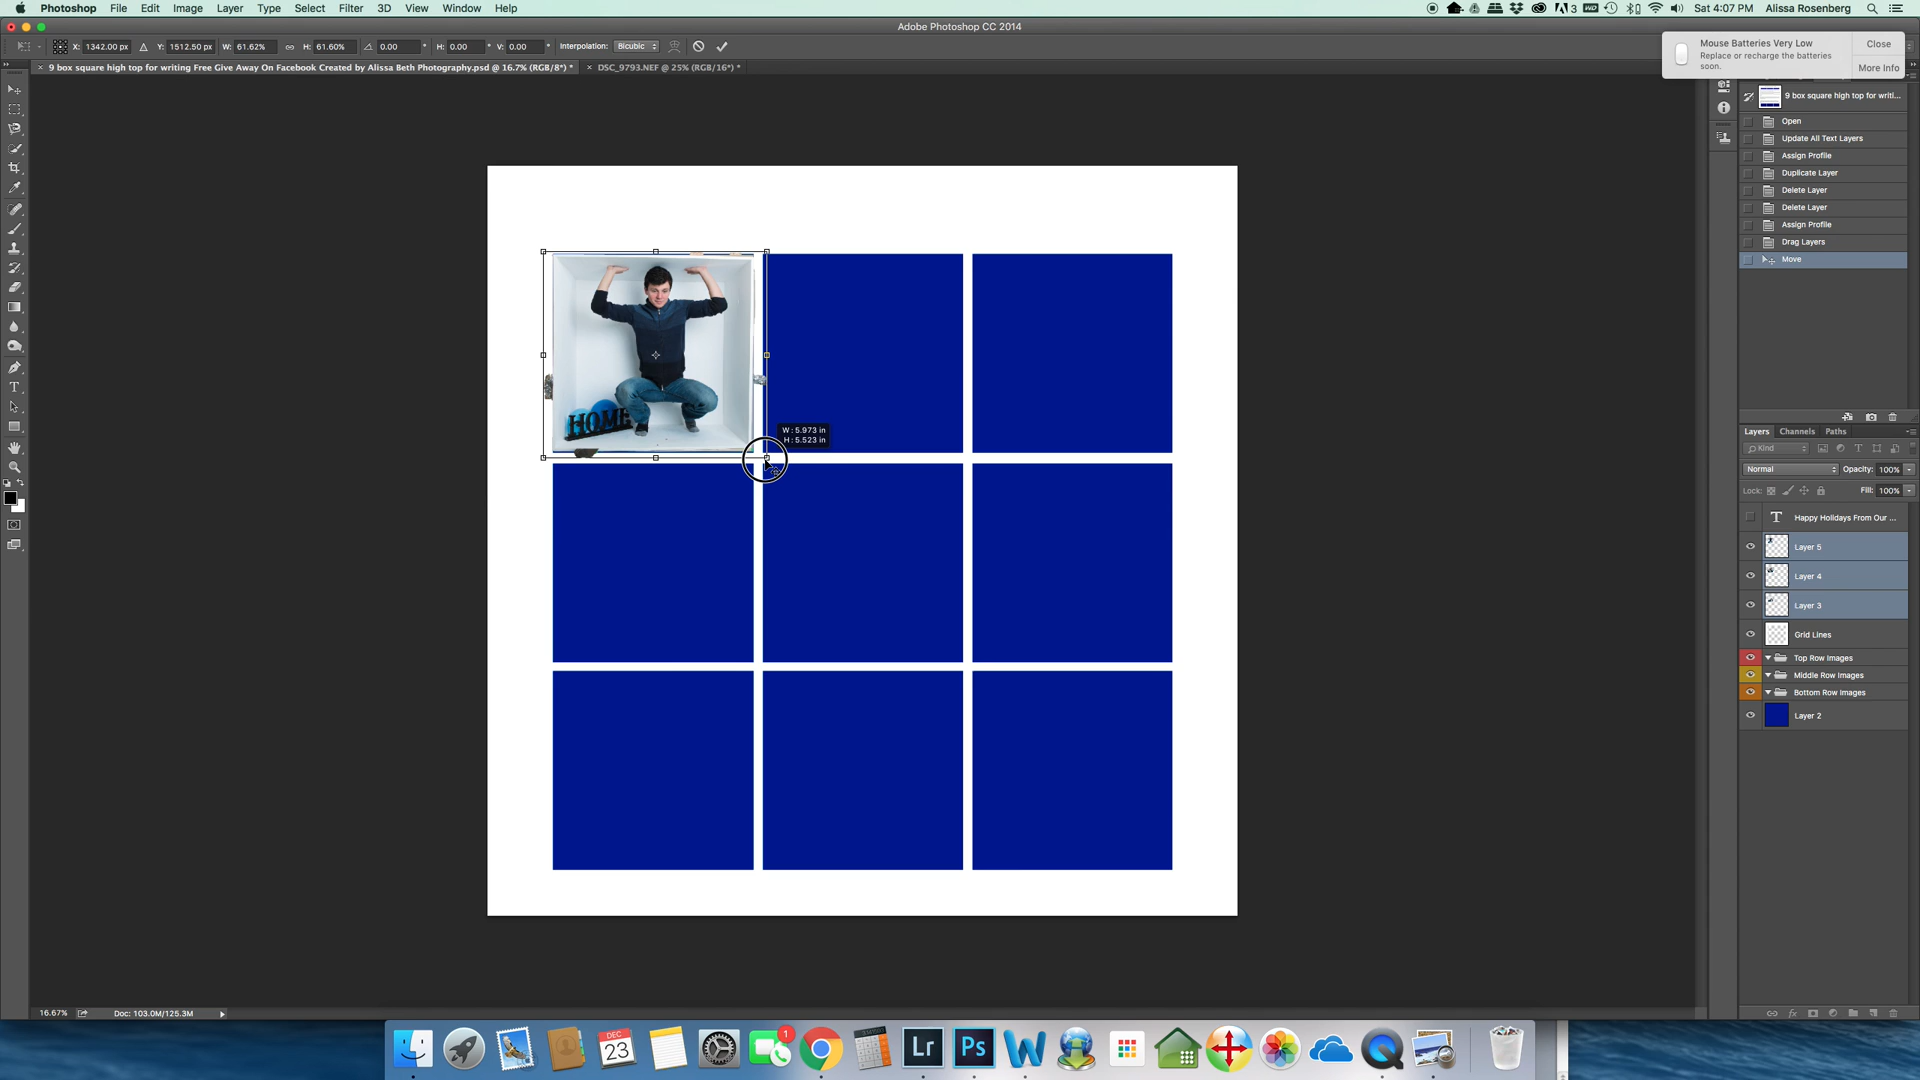 Photoshop File Edit Image Layer Type Select Filter 3D View Window Help 3 Sat 4:07 PM Alissa Rosenberg
Adobe Photoshop CC 2014
X: 1342.00 px Y: 1512.50 px W: 61.62% H: 61.60% 0.00 ° H: 0.00 ° V: 0.00 ° Interpolation: Bicubic
Mouse Batteries Very Low
Replace or recharge the batteries
soon.
Close
More Info
× 9 box square high top for writing Free Give Away On Facebook Created by Alissa Beth Photography.psd @ 16.7% (RGB/8*) * × DSC_9793.NEF @ 25% (RGB/16*) *
9 box square high top for writi...
Open
Update All Text Layers
Assign Profile
Duplicate Layer
Delete Layer
Delete Layer
Assign Profile
Drag Layers
Move
HOME
W: 5.973 in
H: 5.523 in
Layers Channels Paths
Kind
Normal Opacity: 100%
Lock: Fill: 100%
T Happy Holidays From Our ...
Layer 5
Layer 4
Layer 3
Grid Lines
Top Row Images
Middle Row Images
Bottom Row Images
Layer 2
16.67% Doc: 103.0M/125.3M
DEC
23
1
Lr
Ps
W